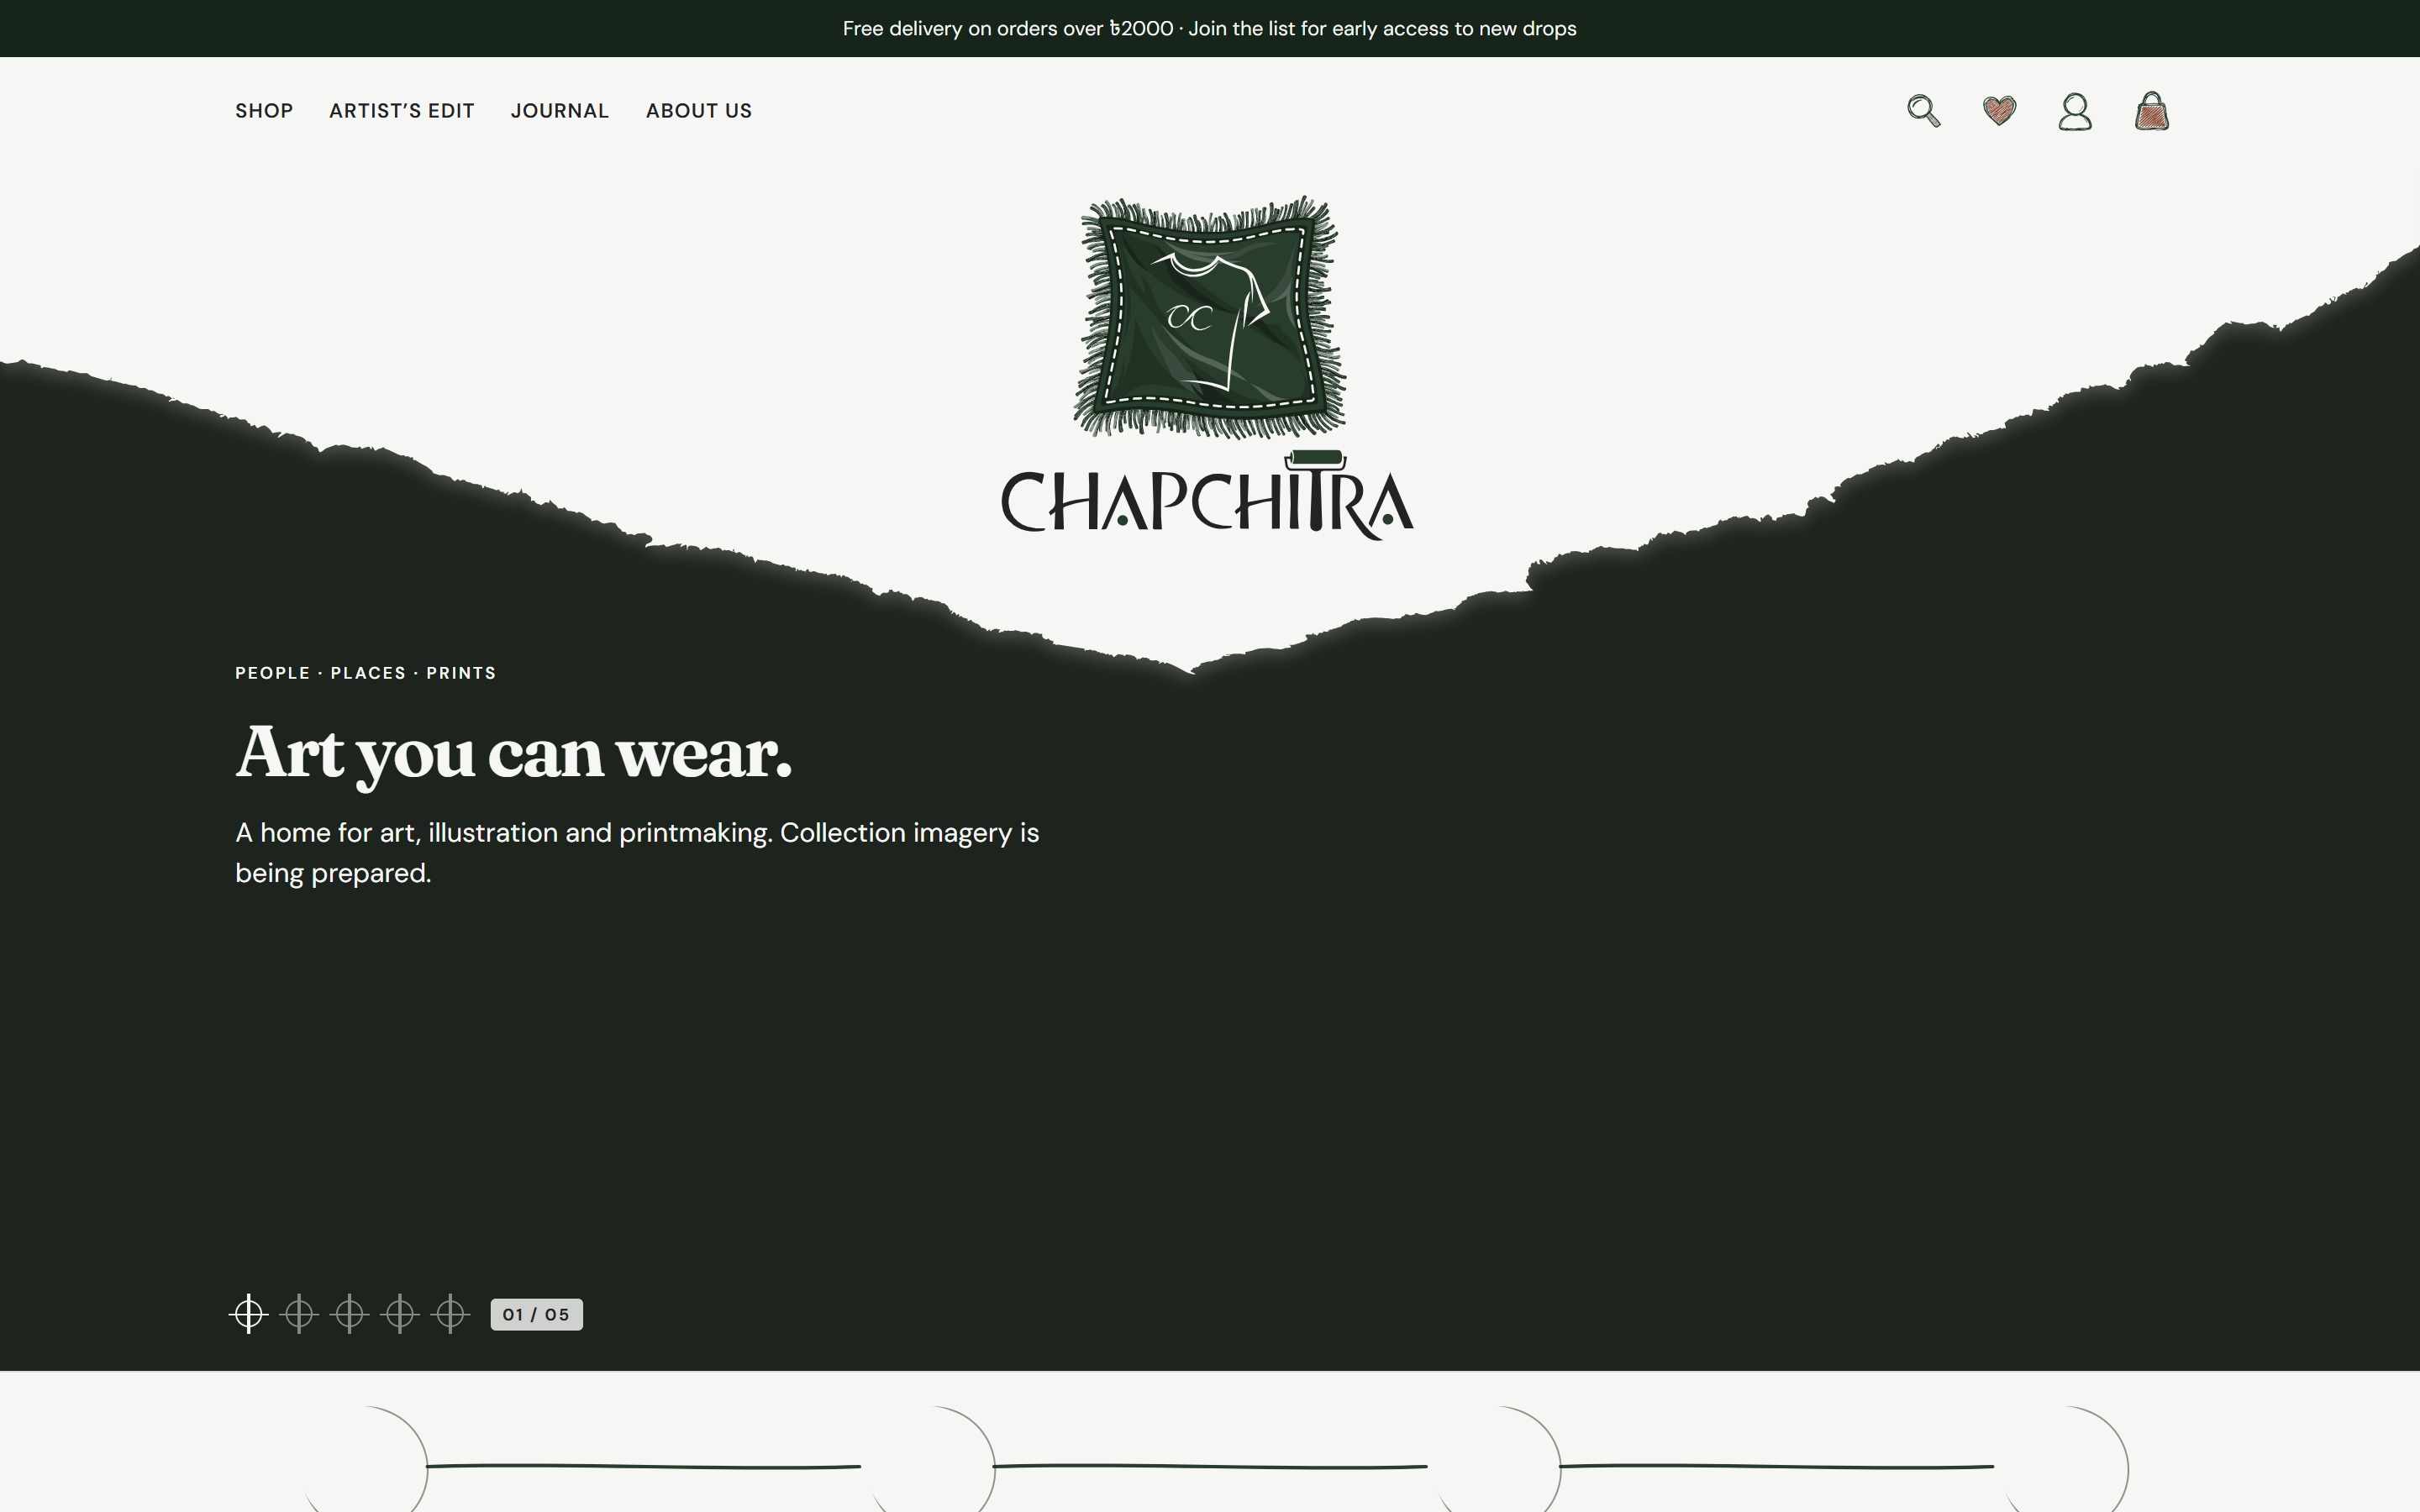 Free delivery on orders over ৳2000 · Join the list for early access to new drops
SHOP ARTIST’S EDIT JOURNAL ABOUT US
CC
CHAPCHITRA
PEOPLE · PLACES · PRINTS
Art you can wear.
A home for art, illustration and printmaking. Collection imagery is
being prepared.
01 / 05